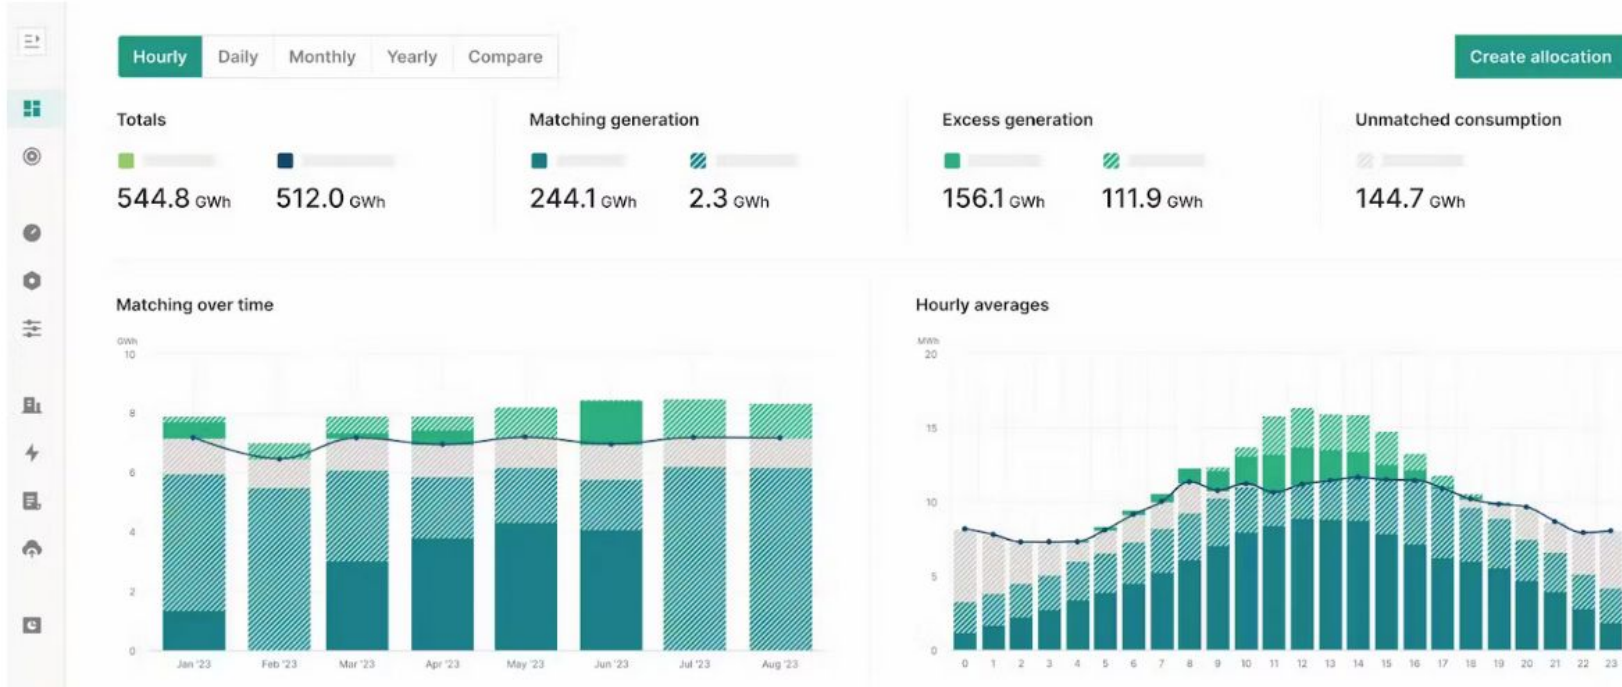 Hourly Daily Monthly Yearly Compare
Create allocation
Totals
544.8 GWh 512.0 GWh
Matching generation
244.1 GWh 2.3 GWh
Excess generation
156.1 GWh 111.9 GWh
Unmatched consumption
144.7 GWh
Matching over time
GWh
10
8
6
4
2
0
Jan '23 Feb '23 Mar '23 Apr '23 May '23 Jun '23 Jul '23 Aug '23
Hourly averages
MWh
20
15
10
5
0
0 1 2 3 4 5 6 7 8 9 10 11 12 13 14 15 16 17 18 19 20 21 22 23